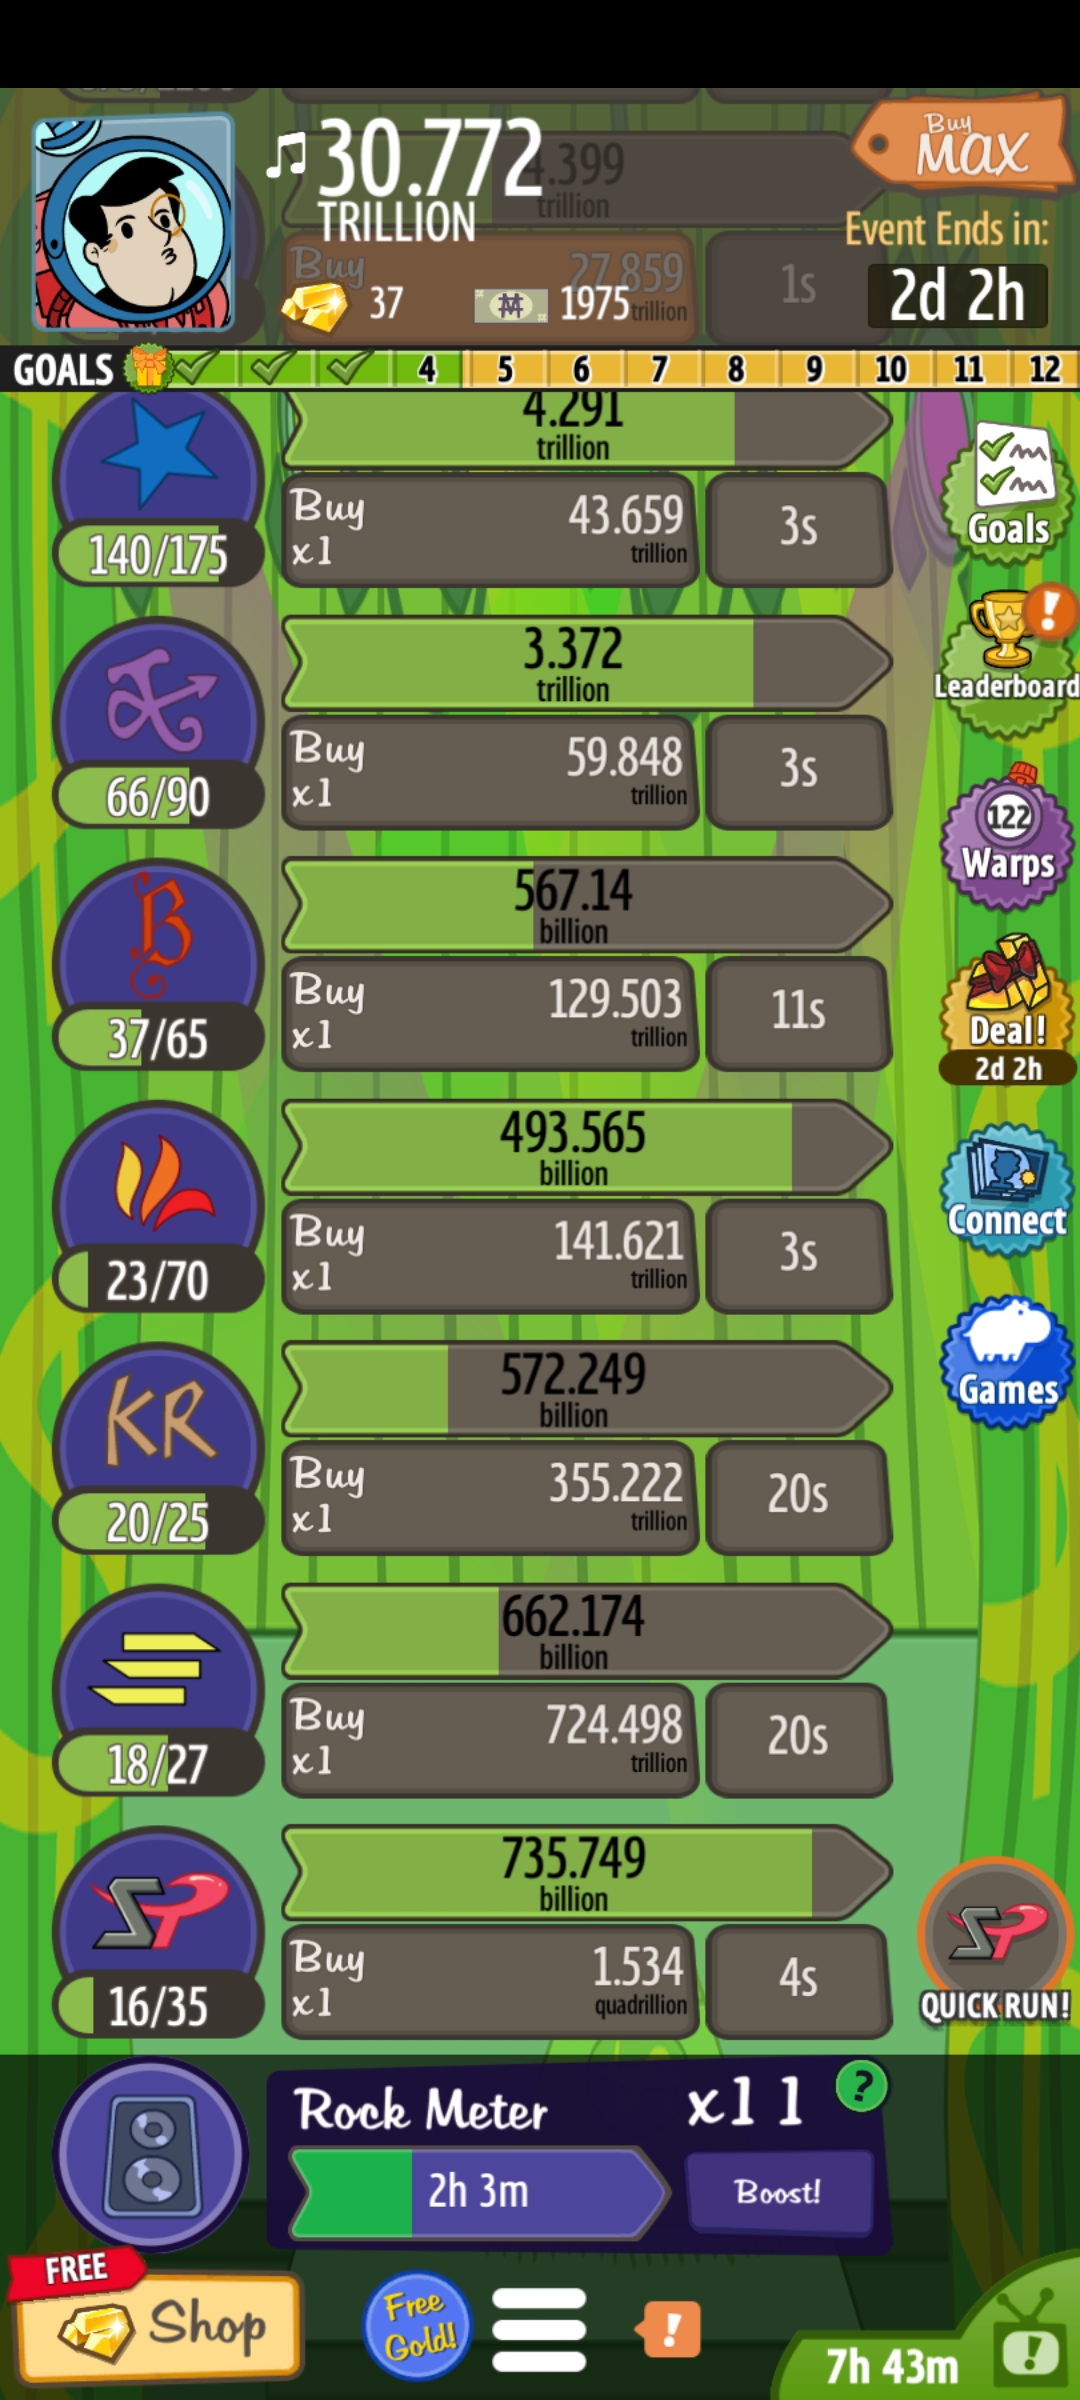 Buy
MAX
♫30.772
4.399
trillion
TRILLION
Event Ends in:
Buy
27.859
trillion
1s
37
1975
2d 2h
GOALS 4 5 6 7 8 9 10 11 12
4.291
trillion
Buy
x1
43.659
trillion
3s
140/175
Goals
3.372
trillion
Buy
x1
59.848
trillion
3s
66/90
Leaderboard
!
567.14
billion
Buy
x1
129.503
trillion
11s
B
37/65
122
Warps
Deal!
2d 2h
493.565
billion
Buy
x1
141.621
trillion
3s
23/70
Connect
572.249
billion
Buy
x1
355.222
trillion
20s
KR
20/25
Games
662.174
billion
Buy
x1
724.498
trillion
20s
18/27
735.749
billion
Buy
x1
1.534
quadrillion
4s
SP
16/35
SP
QUICK RUN!
Rock Meter
x11
?
2h 3m
Boost!
FREE
Shop
Free
Gold!
!
7h 43m
!